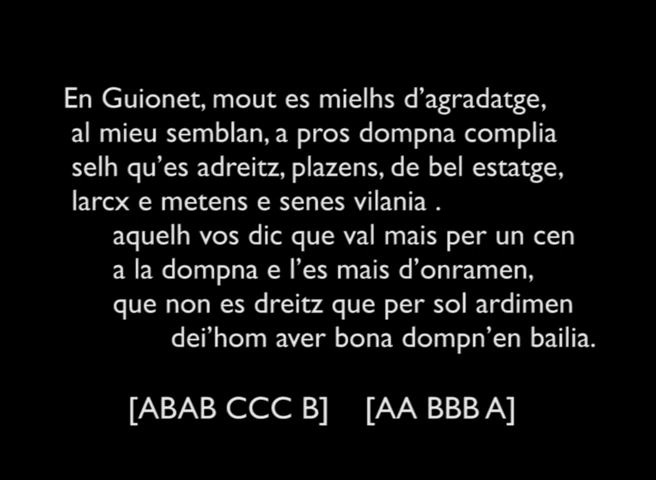 En Guionet, mout es mielhs d'agradatge,
al mieu semblan, a pros dompna complia
selh qu'es adreitz, plazens, de bel estatge,
larcx e metens e senes vilania .
aquelh vos dic que val mais per un cen
a la dompna e l'es mais d'onramen,
que non es dreitz que per sol ardimen
dei'hom aver bona dompn'en bailia.
[ABAB CCC B] [AA BBB A]